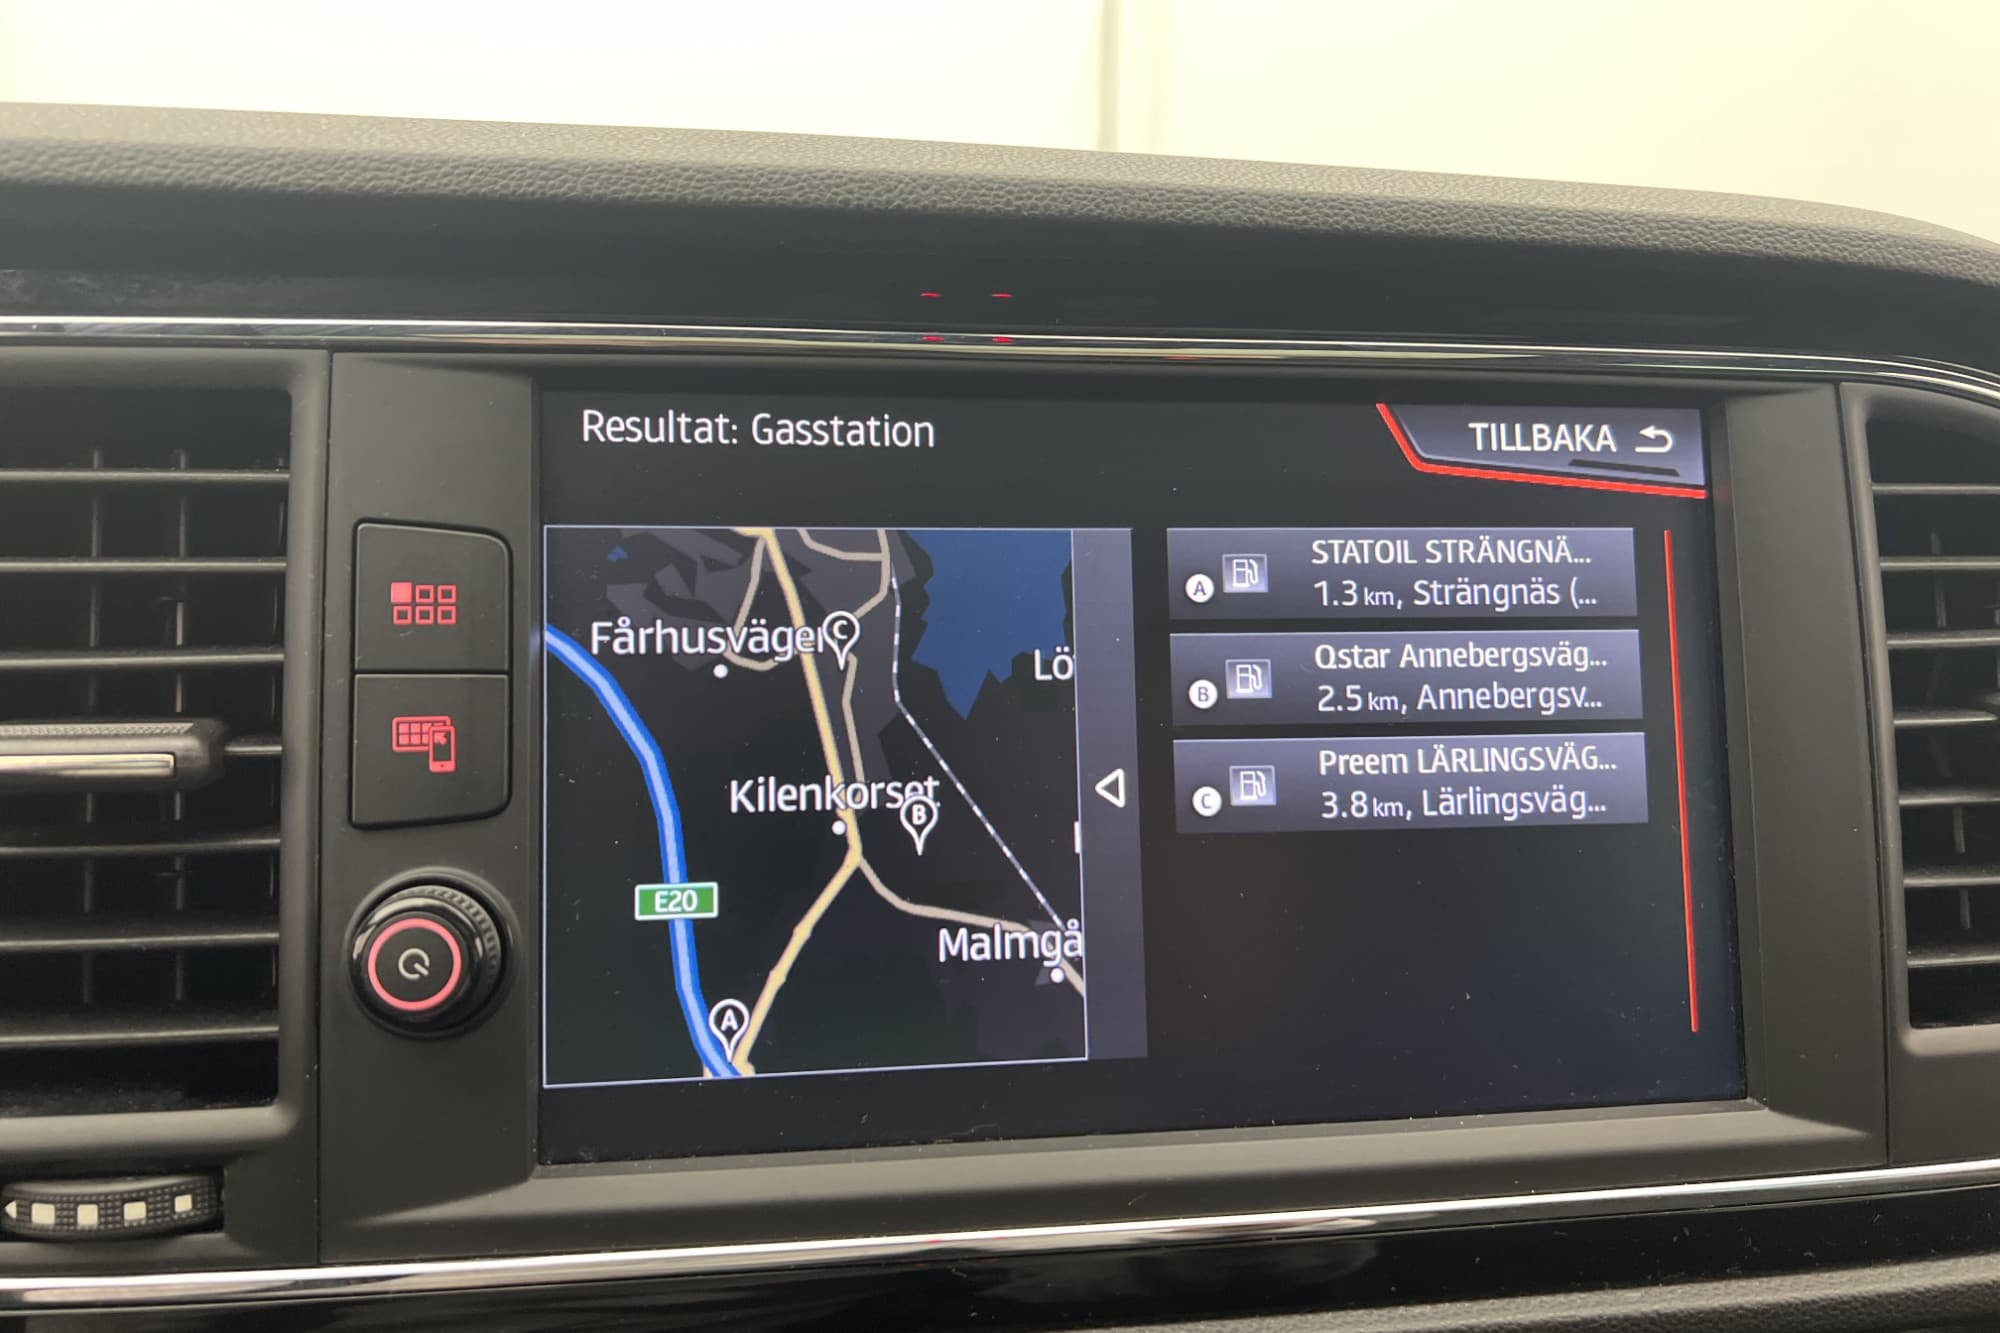 Resultat: Gasstation
TILLBAKA
Fårhusvägen
C
Lö
Kilenkorset
B
E20
Malmgå
A
A
STATOIL STRÄNGNÄ...
1.3 km, Strängnäs (...
B
Qstar Annebergsväg...
2.5 km, Annebergsv...
C
Preem LÄRLINGSVÄG...
3.8 km, Lärlingsväg...